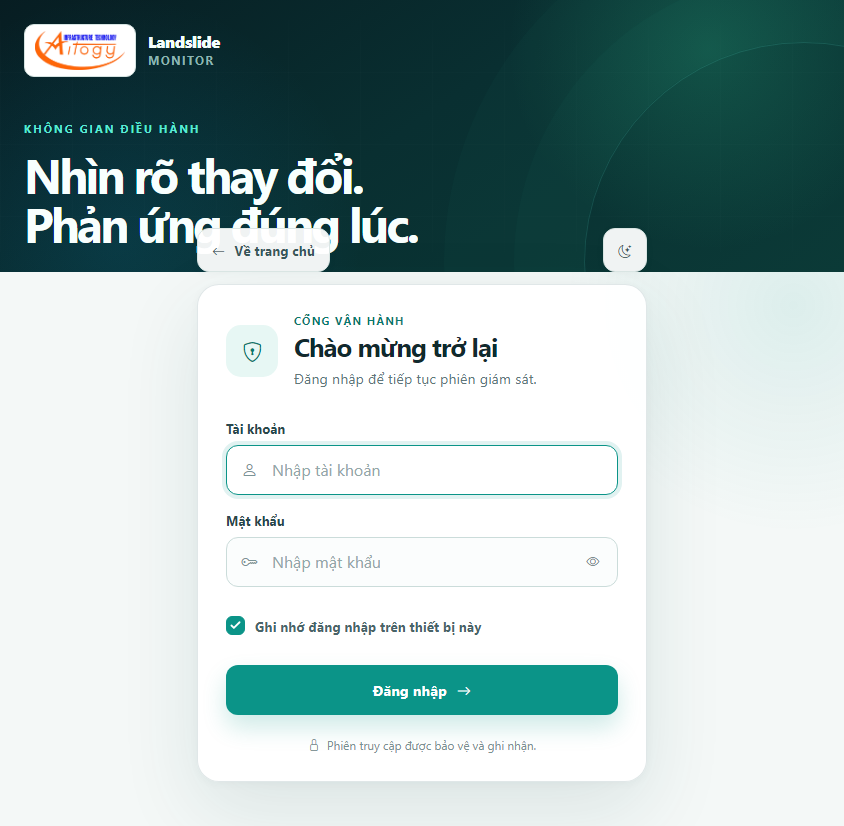 INFRASTRUCTURE TECHNOLOGY
Aitogy
Landslide
MONITOR
KHÔNG GIAN ĐIỀU HÀNH
Nhìn rõ thay đổi.
Phản ứng đúng lúc.
← Về trang chủ
CỔNG VẬN HÀNH
Chào mừng trở lại
Đăng nhập để tiếp tục phiên giám sát.
Tài khoản
Nhập tài khoản
Mật khẩu
Nhập mật khẩu
Ghi nhớ đăng nhập trên thiết bị này
Đăng nhập →
Phiên truy cập được bảo vệ và ghi nhận.